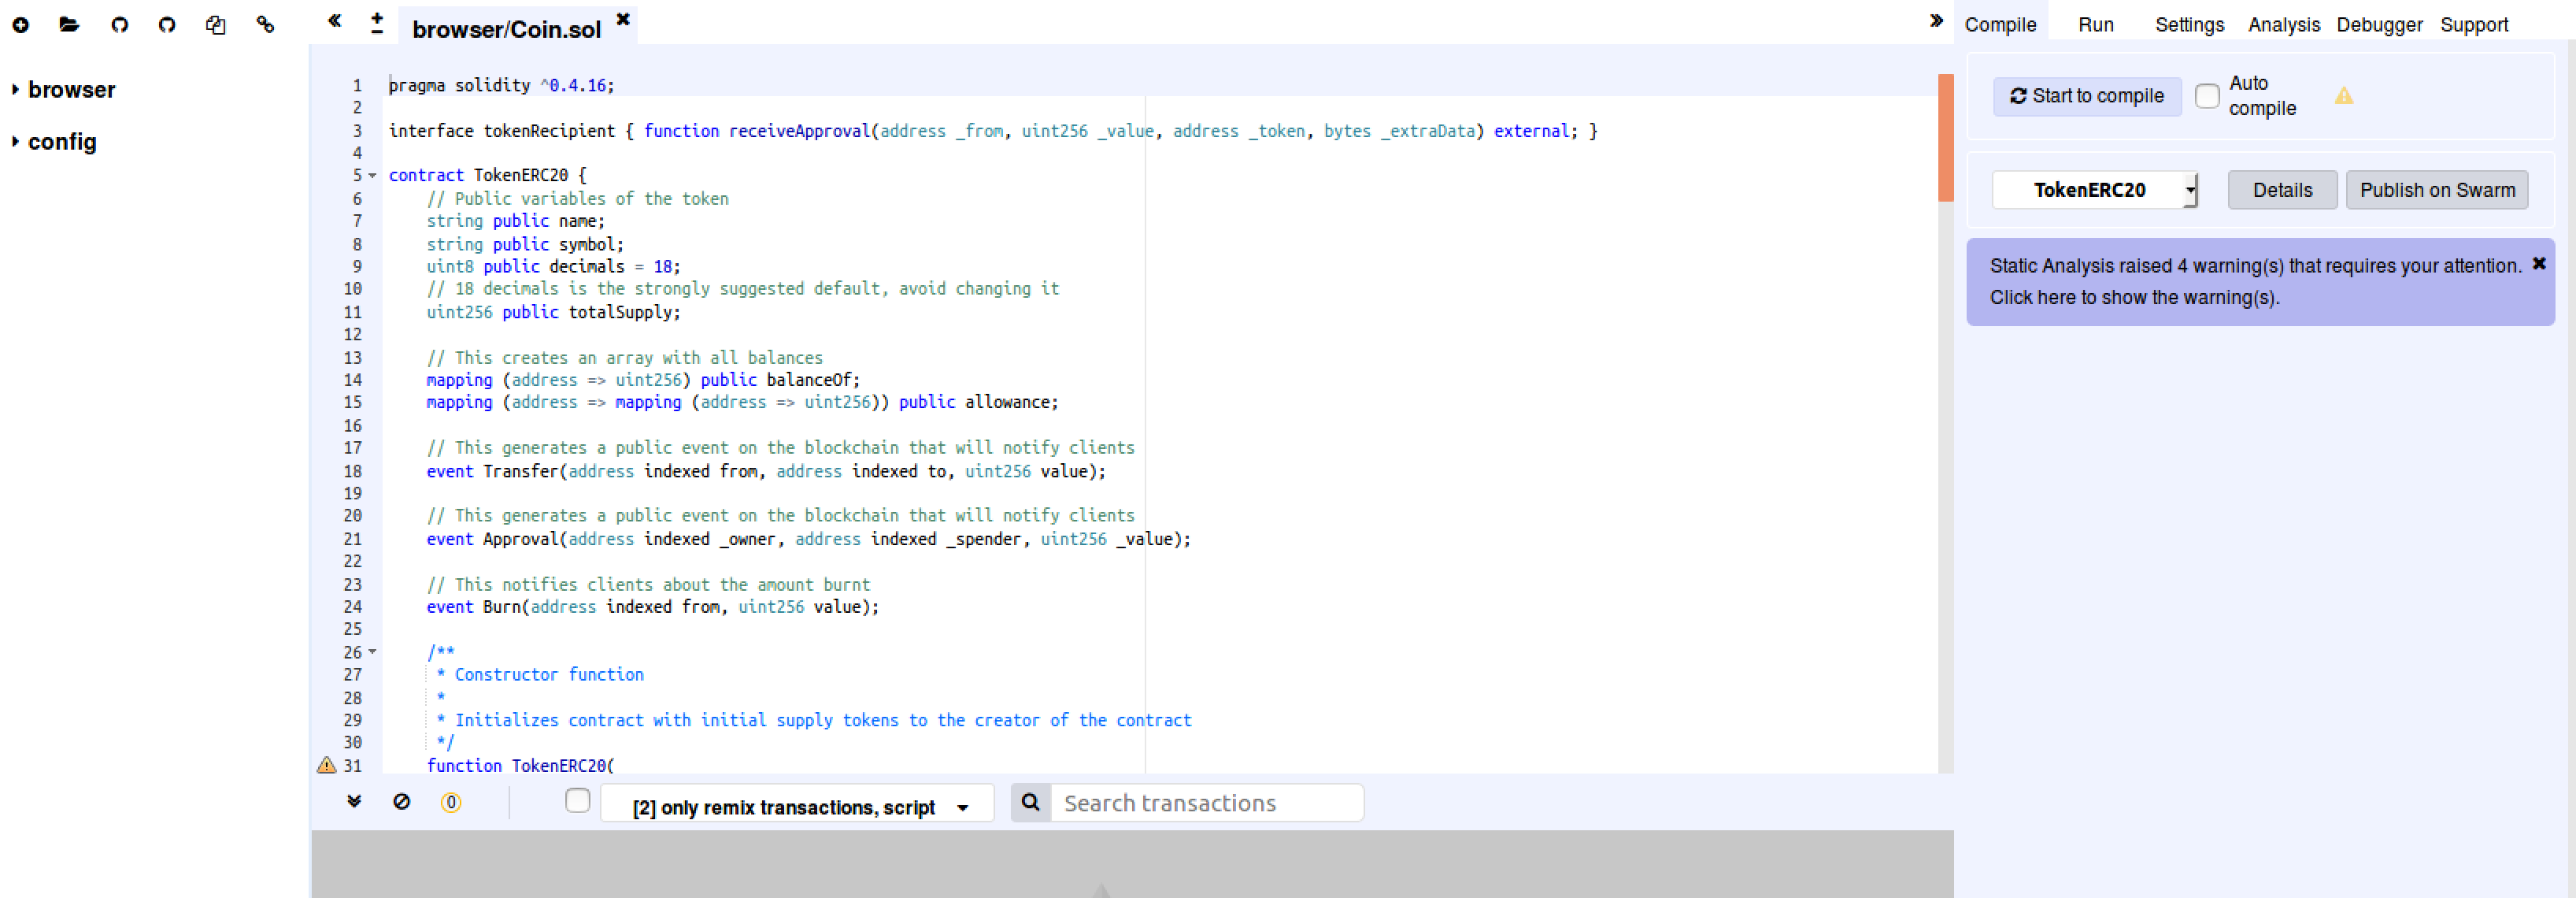 browser/Coin.sol
Compile Run Settings Analysis Debugger Support
browser
config
1 pragma solidity ^0.4.16;
2
3 interface tokenRecipient { function receiveApproval(address _from, uint256 _value, address _token, bytes _extraData) external; }
4
5 contract TokenERC20 {
6 // Public variables of the token
7 string public name;
8 string public symbol;
9 uint8 public decimals = 18;
10 // 18 decimals is the strongly suggested default, avoid changing it
11 uint256 public totalSupply;
12
13 // This creates an array with all balances
14 mapping (address => uint256) public balanceOf;
15 mapping (address => mapping (address => uint256)) public allowance;
16
17 // This generates a public event on the blockchain that will notify clients
18 event Transfer(address indexed from, address indexed to, uint256 value);
19
20 // This generates a public event on the blockchain that will notify clients
21 event Approval(address indexed _owner, address indexed _spender, uint256 _value);
22
23 // This notifies clients about the amount burnt
24 event Burn(address indexed from, uint256 value);
25
26 /**
27 * Constructor function
28 *
29 * Initializes contract with initial supply tokens to the creator of the contract
30 */
31 function TokenERC20(
0
[2] only remix transactions, script
Search transactions
Start to compile
Auto
compile
TokenERC20
Details
Publish on Swarm
Static Analysis raised 4 warning(s) that requires your attention.
Click here to show the warning(s).